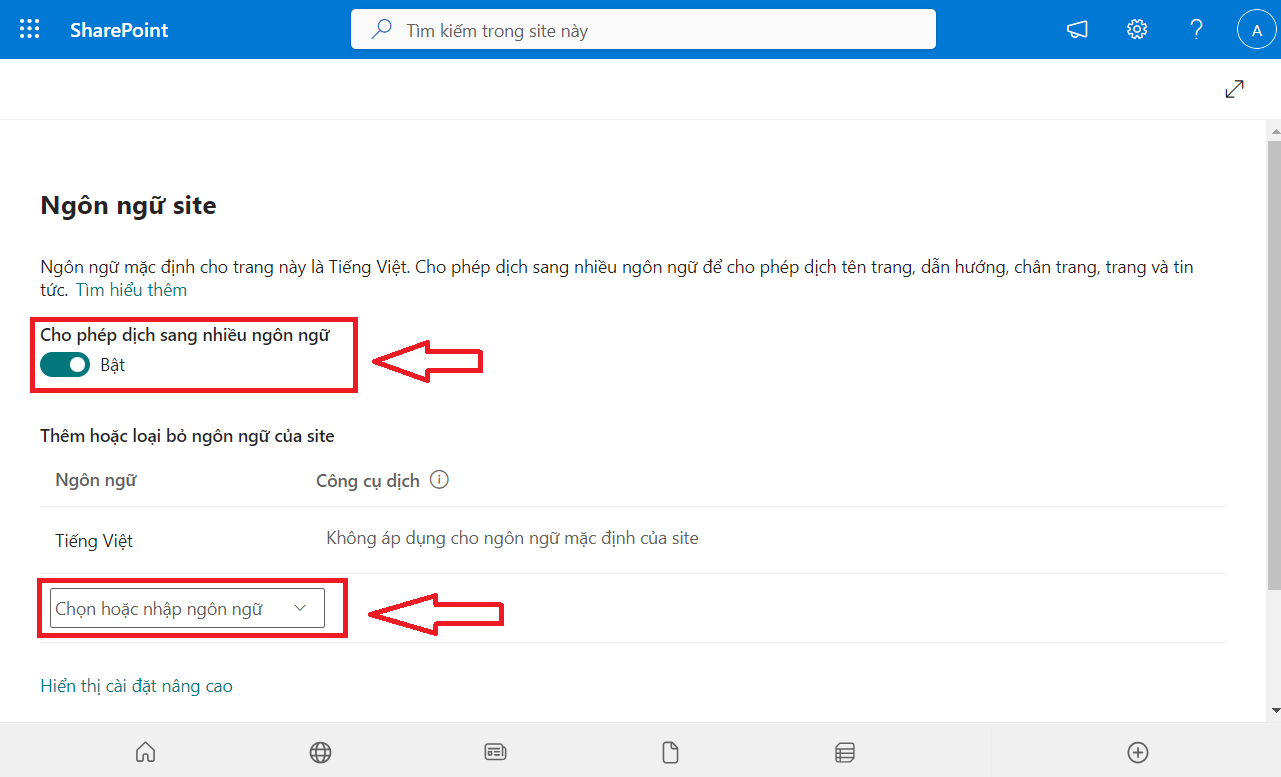 SharePoint
Tìm kiếm trong site này
A
Ngôn ngữ site
Ngôn ngữ mặc định cho trang này là Tiếng Việt. Cho phép dịch sang nhiều ngôn ngữ để cho phép dịch tên trang, dẫn hướng, chân trang, trang và tin
tức. Tìm hiểu thêm
Cho phép dịch sang nhiều ngôn ngữ
Bật
Thêm hoặc loại bỏ ngôn ngữ của site
Ngôn ngữ Công cụ dịch
Tiếng Việt Không áp dụng cho ngôn ngữ mặc định của site
Chọn hoặc nhập ngôn ngữ
Hiển thị cài đặt nâng cao